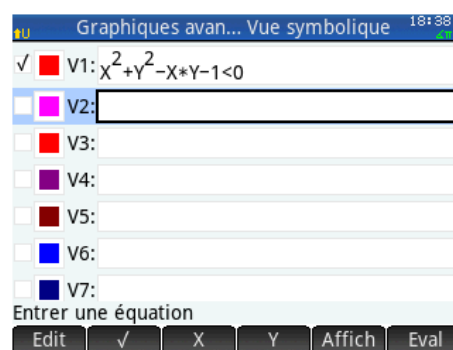 ↑U Graphiques avan... Vue symbolique 18:38 ∡π
√ V1: X²+Y²−X*Y−1<0
V2:
V3:
V4:
V5:
V6:
V7:
Entrer une équation
Edit √ X Y Affich Eval